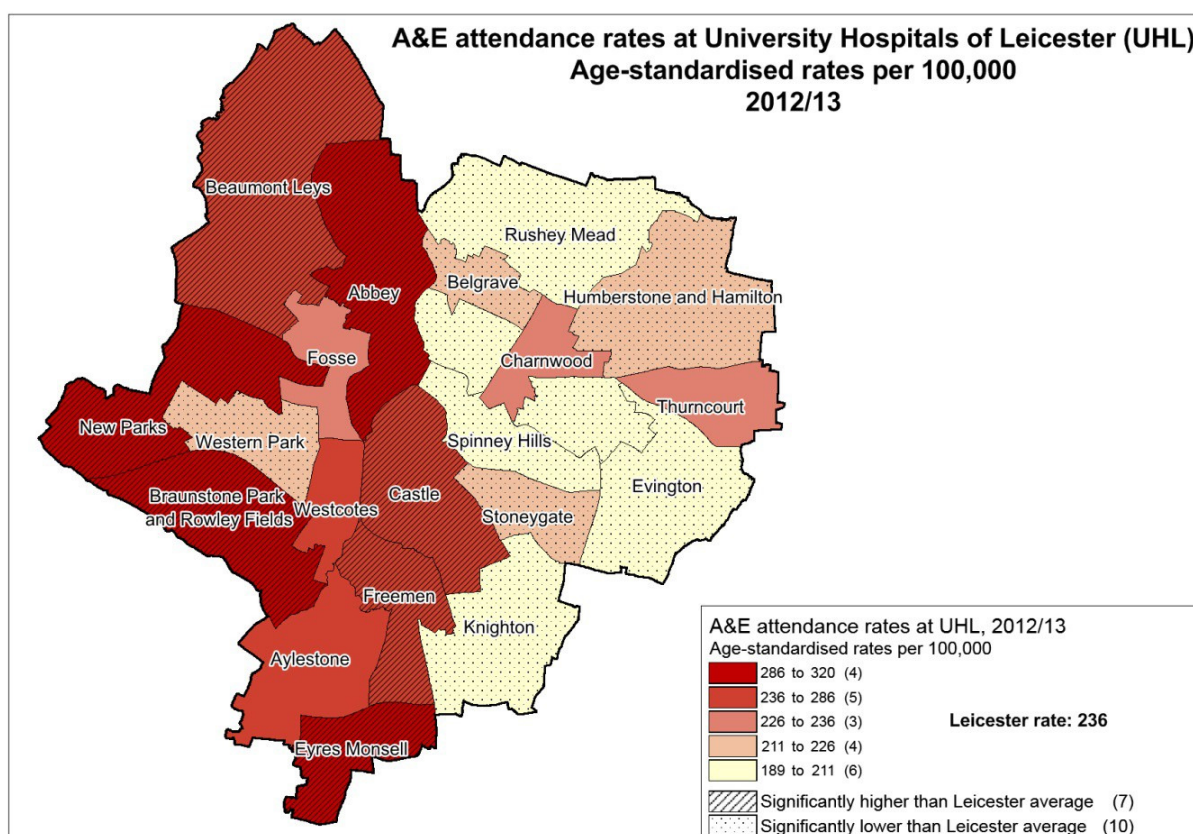 A&E attendance rates at University Hospitals of Leicester (UHL)
Age-standardised rates per 100,000
2012/13
Beaumont Leys
Rushey Mead
Abbey
Belgrave
Humberstone and Hamilton
Fosse
Charnwood
Thurncourt
New Parks
Western Park
Spinney Hills
Evington
Braunstone Park
and Rowley Fields
Westcotes
Castle
Stoneygate
Freemen
Knighton
Aylestone
Eyres Monsell
A&E attendance rates at UHL, 2012/13
Age-standardised rates per 100,000
286 to 320 (4)
236 to 286 (5)
226 to 236 (3)
211 to 226 (4)
189 to 211 (6)
Leicester rate: 236
Significantly higher than Leicester average (7)
Significantly lower than Leicester average (10)